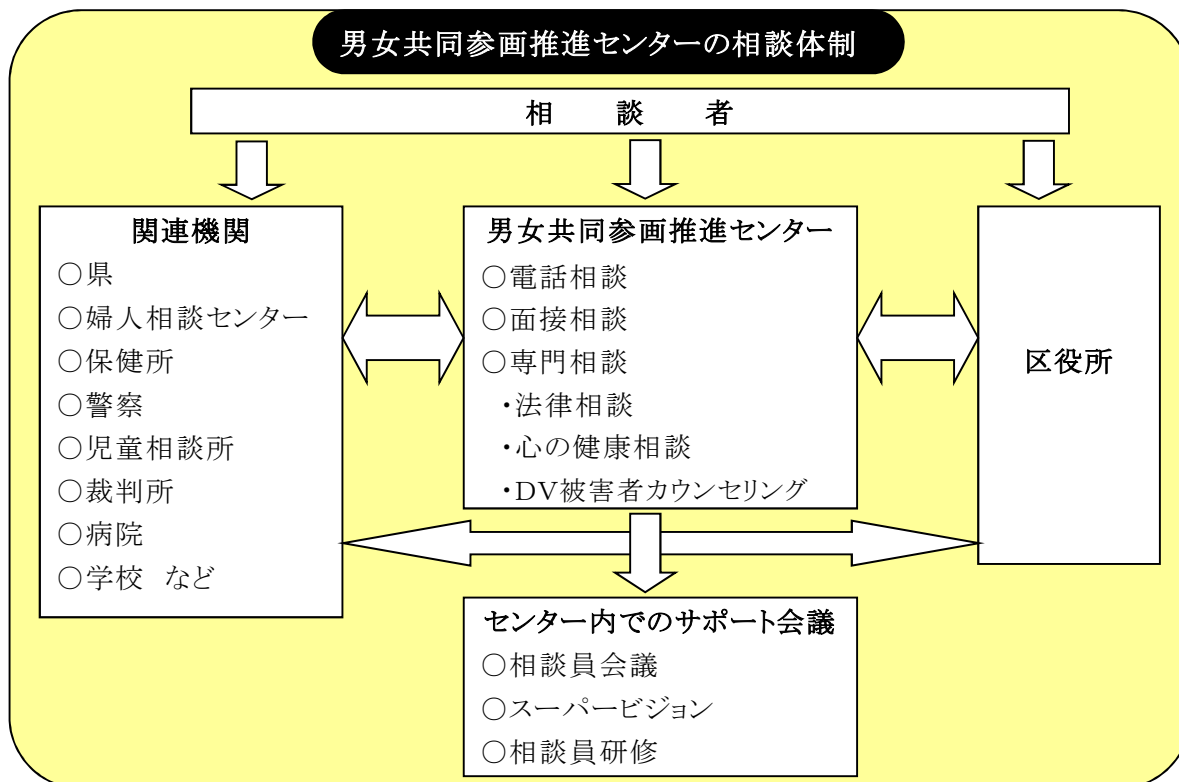 男女共同参画推進センターの相談体制
相　談　者
関連機関
○県
○婦人相談センター
○保健所
○警察
○児童相談所
○裁判所
○病院
○学校 など
男女共同参画推進センター
○電話相談
○面接相談
○専門相談
・法律相談
・心の健康相談
・DV被害者カウンセリング
区役所
センター内でのサポート会議
○相談員会議
○スーパービジョン
○相談員研修